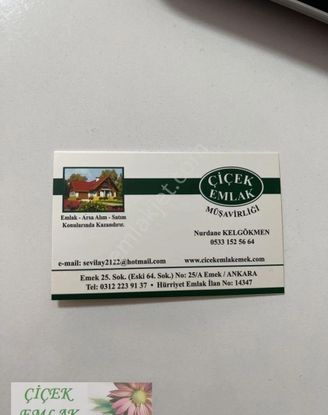 ÇİÇEK
EMLAK
MÜŞAVİRLİĞİ
Emlak - Arsa Alım - Satım
Konularında Kazandırır.
Nurdane KELGÖKMEN
0533 152 56 64
e-mail: sevilay2122@hotmail.com
www.cicekemlakemek.com
Emek 25. Sok. (Eski 64. Sok.) No: 25/A Emek / ANKARA
Tel: 0312 223 91 37 • Hürriyet Emlak İlan No: 14347
ÇİÇEK
EMLAK